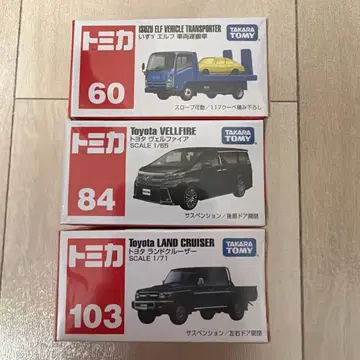 トミカ
60
ISUZU ELF VEHICLE TRANSPORTER
いすゞ エルフ 車両運搬車
TAKARA TOMY
スロープ可動/117クーペ積み下ろし
トミカ
84
Toyota VELLFIRE
トヨタ ヴェルファイア
SCALE 1/65
TAKARA TOMY
サスペンション/後面ドア開閉
トミカ
103
Toyota LAND CRUISER
トヨタ ランドクルーザー
SCALE 1/71
TAKARA TOMY
サスペンション/左右ドア開閉